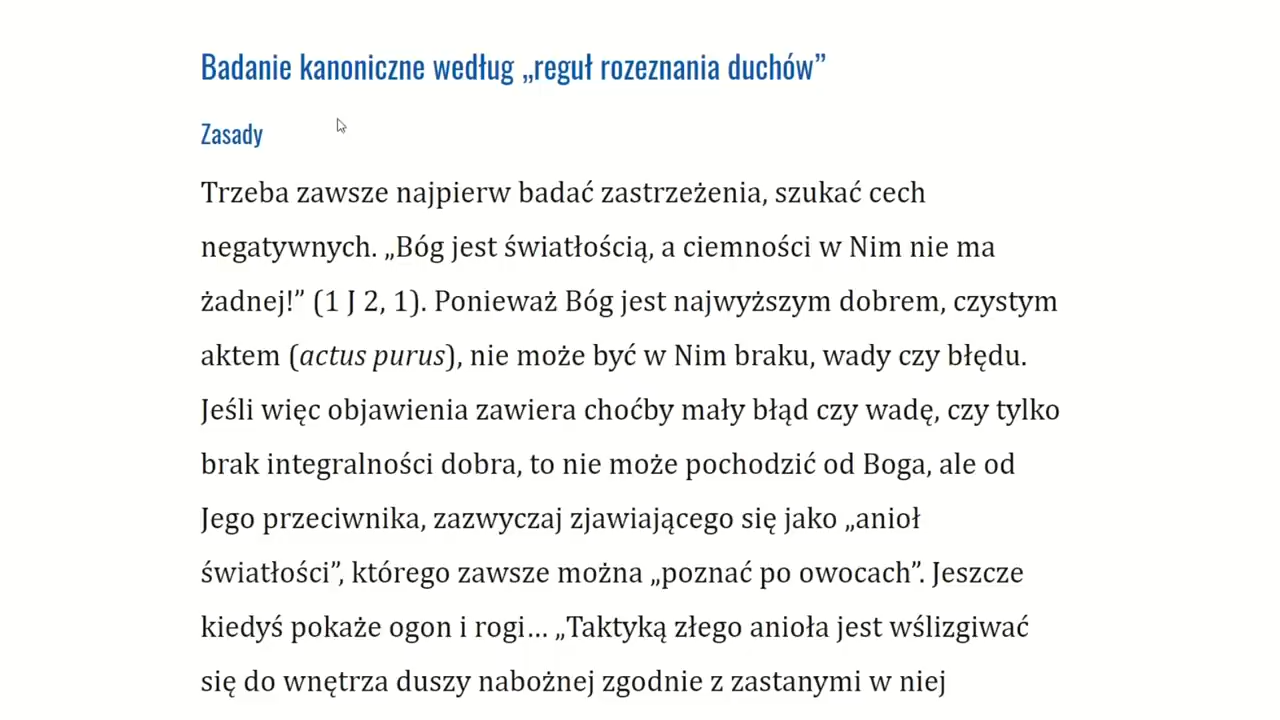 Badanie kanoniczne według „reguł rozeznania duchów”
Zasady
Trzeba zawsze najpierw badać zastrzeżenia, szukać cech
negatywnych. „Bóg jest światłością, a ciemności w Nim nie ma
żadnej!” (1 J 2, 1). Ponieważ Bóg jest najwyższym dobrem, czystym
aktem (actus purus), nie może być w Nim braku, wady czy błędu.
Jeśli więc objawienia zawiera choćby mały błąd czy wadę, czy tylko
brak integralności dobra, to nie może pochodzić od Boga, ale od
Jego przeciwnika, zazwyczaj zjawiającego się jako „anioł
światłości”, którego zawsze można „poznać po owocach”. Jeszcze
kiedyś pokaże ogon i rogi… „Taktyką złego anioła jest wślizgiwać
się do wnętrza duszy nabożnej zgodnie z zastanymi w niej